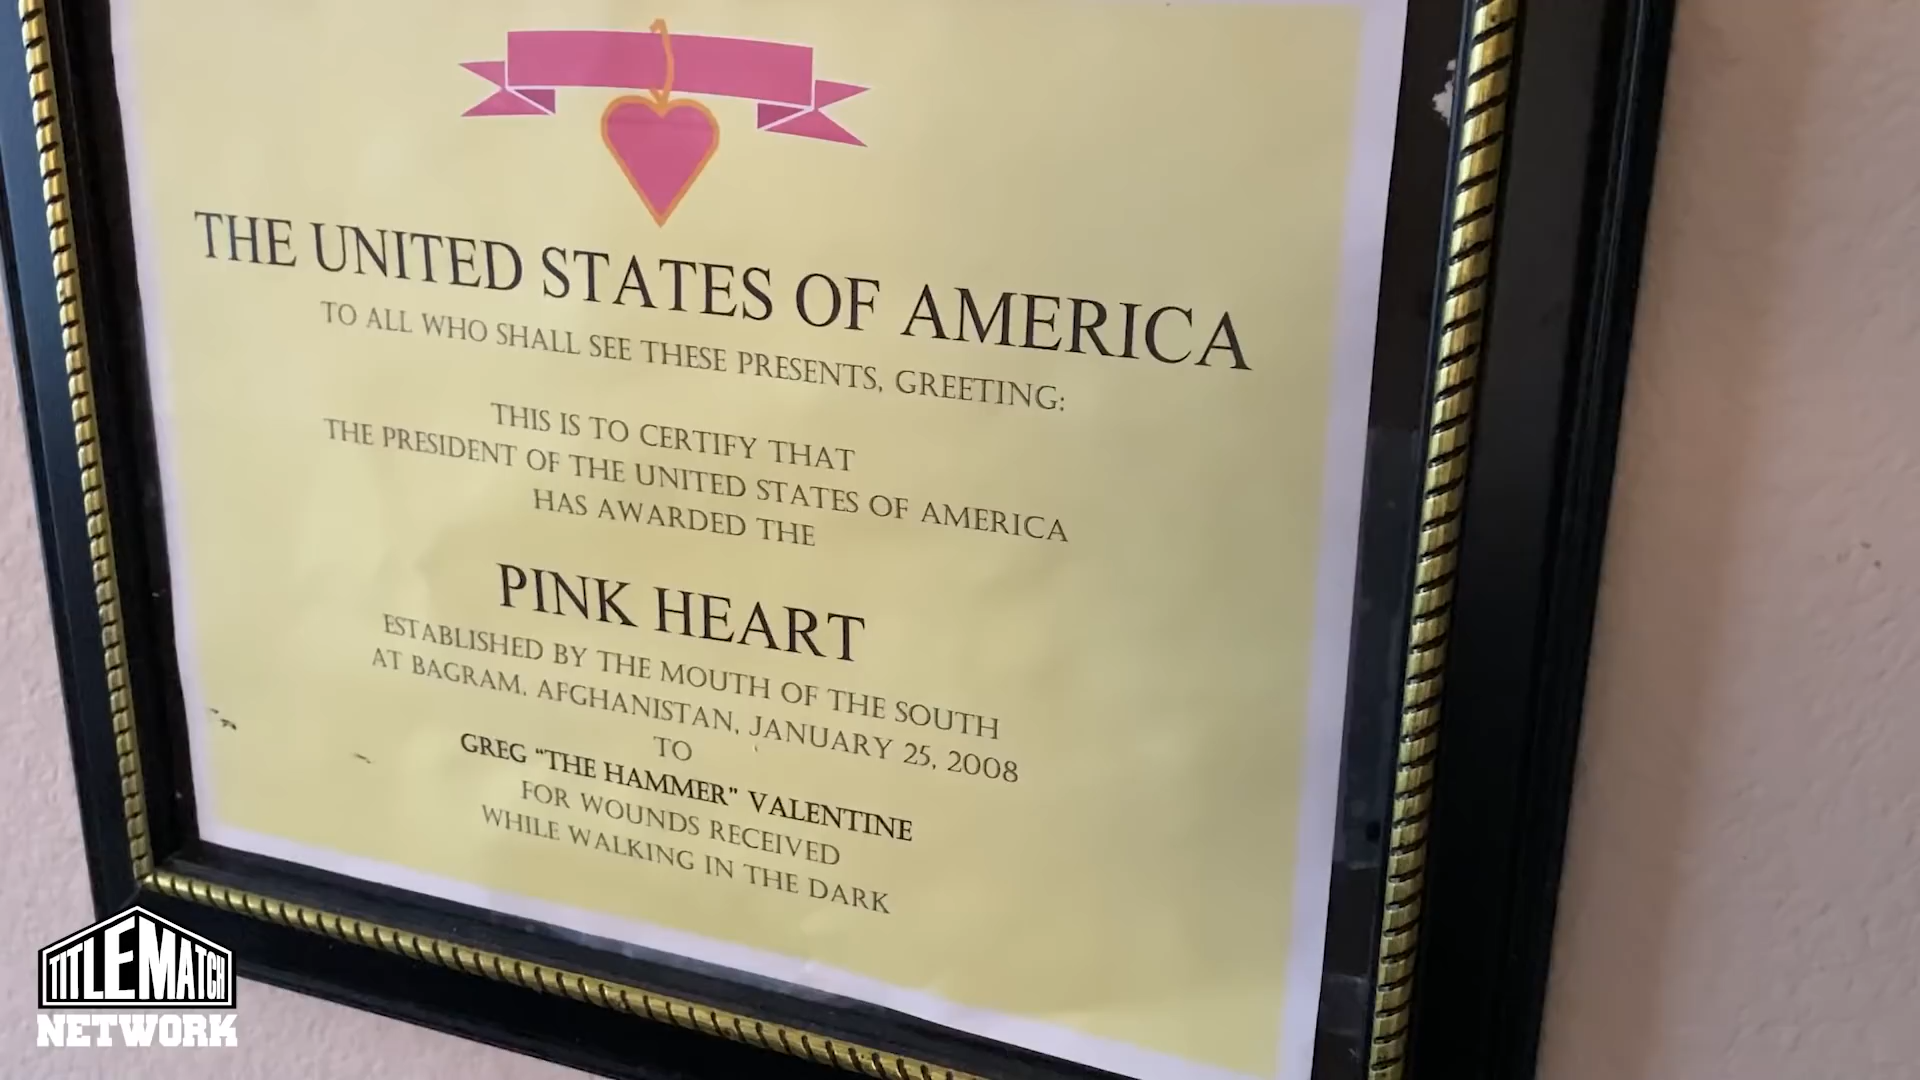 THE UNITED STATES OF AMERICA
TO ALL WHO SHALL SEE THESE PRESENTS, GREETING:
THIS IS TO CERTIFY THAT
THE PRESIDENT OF THE UNITED STATES OF AMERICA
HAS AWARDED THE
PINK HEART
ESTABLISHED BY THE MOUTH OF THE SOUTH
AT BAGRAM, AFGHANISTAN, JANUARY 25, 2008
TO
GREG "THE HAMMER" VALENTINE
FOR WOUNDS RECEIVED
WHILE WALKING IN THE DARK
TITLEMATCH
NETWORK